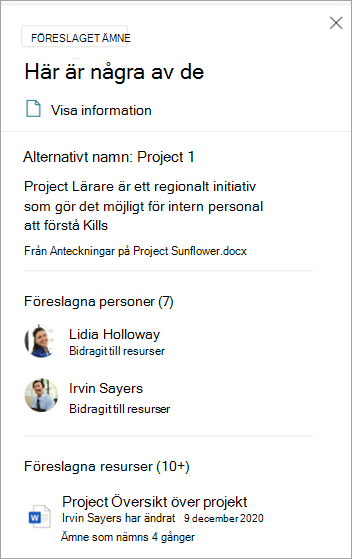 FÖRESLAGET ÄMNE
Här är några av de
Visa information
Alternativt namn: Project 1
Project Lärare är ett regionalt initiativ
som gör det möjligt för intern personal
att förstå Kills
Från Anteckningar på Project Sunflower.docx
Föreslagna personer (7)
Lidia Holloway
Bidragit till resurser
Irvin Sayers
Bidragit till resurser
Föreslagna resurser (10+)
Project Översikt över projekt
Irvin Sayers har ändrat 9 december 2020
Ämne som nämns 4 gånger